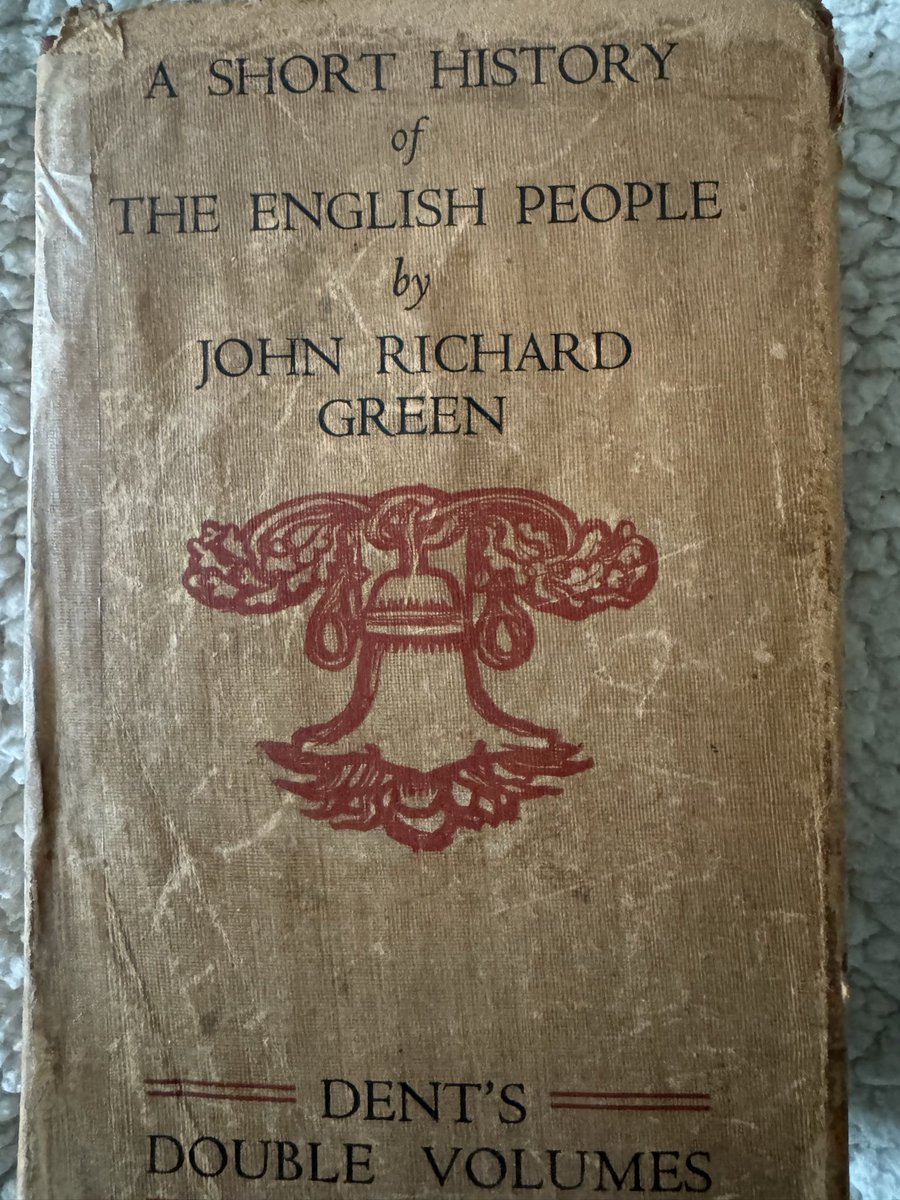 A SHORT HISTORY
of
THE ENGLISH PEOPLE
by
JOHN RICHARD
GREEN
DENT'S
DOUBLE VOLUMES